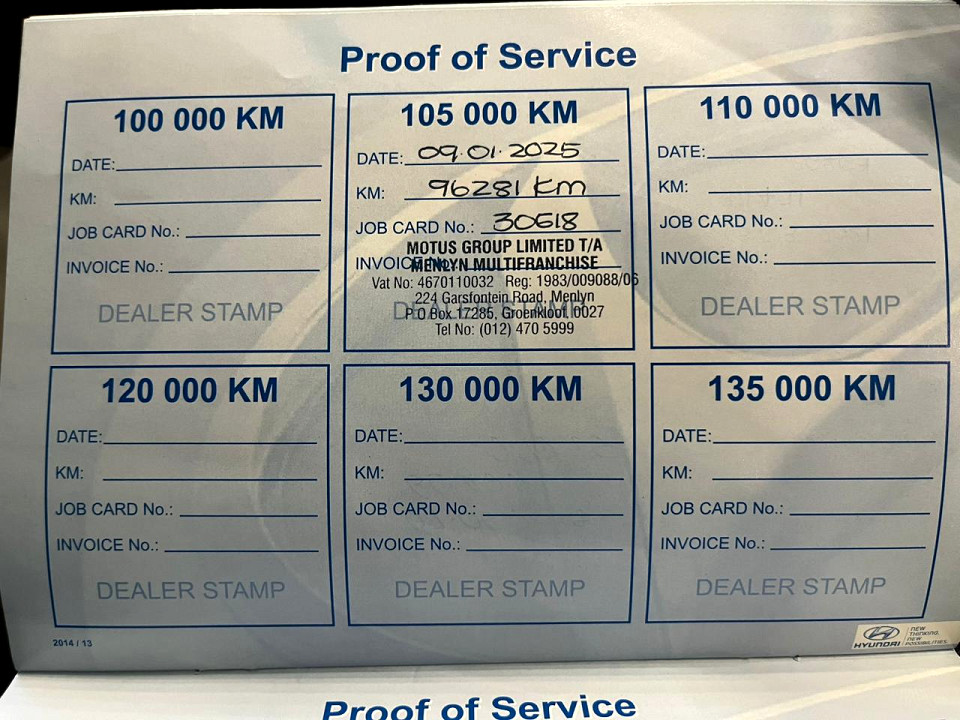 Proof of Service
100 000 KM
DATE:
KM:
JOB CARD No.:
INVOICE No.:
DEALER STAMP
105 000 KM
DATE: 09.01.2025
KM: 96281 Km
JOB CARD No.: 30618
MOTUS GROUP LIMITED T/A
INVOICE No.:
MENLYN MULTIFRANCHISE
Vat No: 4670110032 Reg: 1983/009088/06
224 Garsfontein Road, Menlyn
DEALER STAMP
P O Box 17285, Groenkloof, 0027
Tel No: (012) 470 5999
110 000 KM
DATE:
KM:
JOB CARD No.:
INVOICE No.:
DEALER STAMP
120 000 KM
DATE:
KM:
JOB CARD No.:
INVOICE No.:
DEALER STAMP
130 000 KM
DATE:
KM:
JOB CARD No.:
INVOICE No.:
DEALER STAMP
135 000 KM
DATE:
KM:
JOB CARD No.:
INVOICE No.:
DEALER STAMP
2014 / 13
HYUNDAI
NEW
THINKING.
NEW
POSSIBILITIES.
Proof of Service